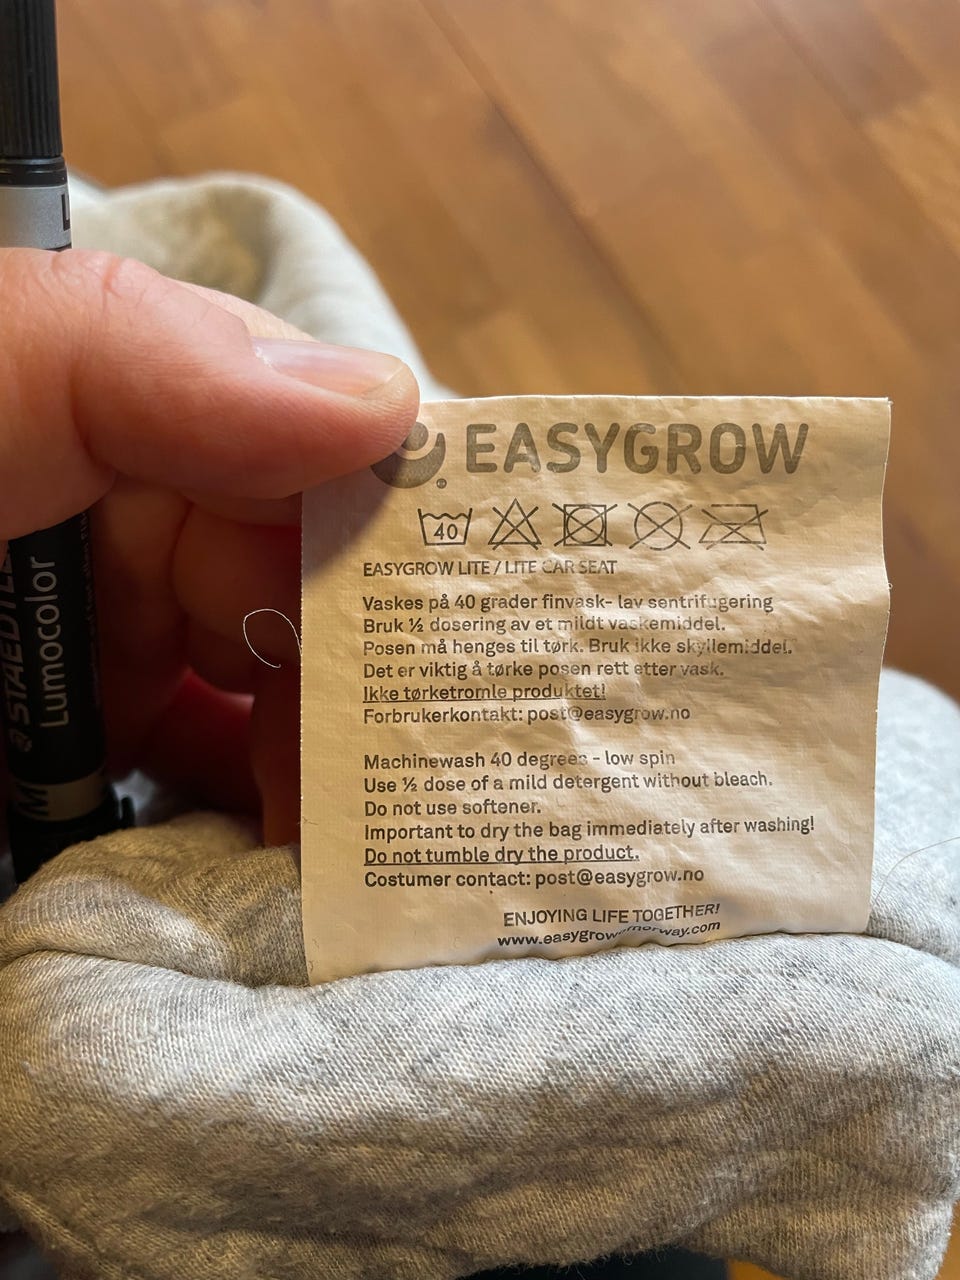 EASYGROW
40
EASYGROW LITE / LITE CAR SEAT
Vaskes på 40 grader finvask- lav sentrifugering
Bruk ½ dosering av et mildt vaskemiddel.
Posen må henges til tørk. Bruk ikke skyllemiddel.
Det er viktig å tørke posen rett etter vask.
Ikke tørketromle produktet!
Forbrukerkontakt: post@easygrow.no
Machinewash 40 degrees - low spin
Use ½ dose of a mild detergent without bleach.
Do not use softener.
Important to dry the bag immediately after washing!
Do not tumble dry the product.
Costumer contact: post@easygrow.no
ENJOYING LIFE TOGETHER!
www.easygrow-norway.com
STAEDTLER
Lumocolor
M
L